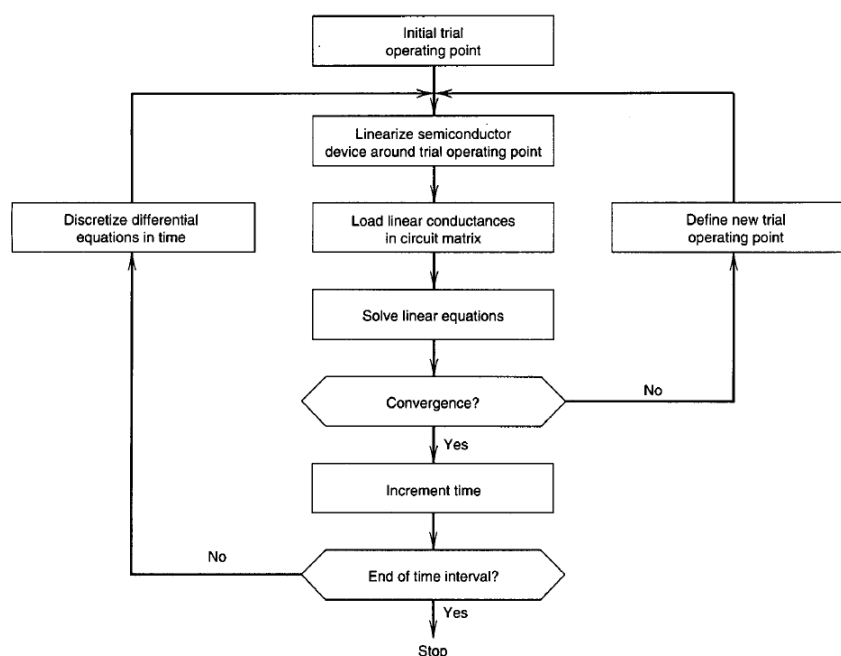 Initial trial
operating point
Linearize semiconductor
device around trial operating point
Discretize differential
equations in time
Load linear conductances
in circuit matrix
Define new trial
operating point
Solve linear equations
Convergence?
No
Yes
Increment time
No
End of time interval?
Yes
Stop